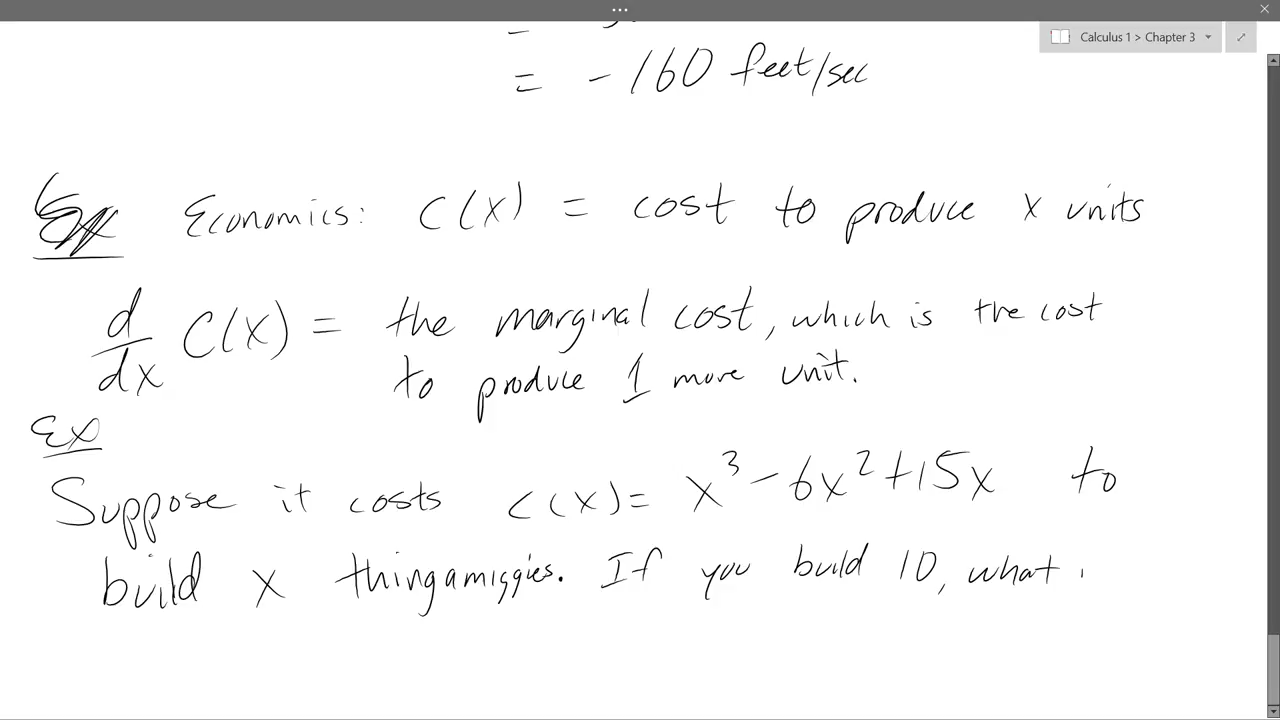 Calculus 1 > Chapter 3
= - 160 feet/sec
Economics: C(x) = cost to produce x units
d/dx C(x) = the marginal cost, which is the cost
to produce 1 more unit.
Ex
Suppose it costs C(x) = x³ - 6x² + 15x to
build x thingamiggies. If you build 10, what